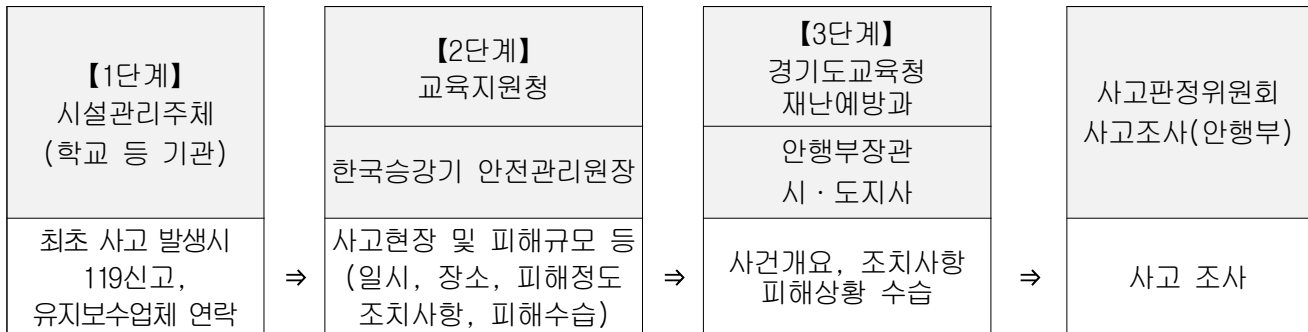 【1단계】
시설관리주체
(학교 등 기관)
최초 사고 발생시
119신고,
유지보수업체 연락
⇒
【2단계】
교육지원청
한국승강기 안전관리원장
사고현장 및 피해규모 등
(일시, 장소, 피해정도
조치사항, 피해수습)
⇒
【3단계】
경기도교육청
재난예방과
안행부장관
시 · 도지사
사건개요, 조치사항
피해상황 수습
⇒
사고판정위원회
사고조사(안행부)
사고 조사